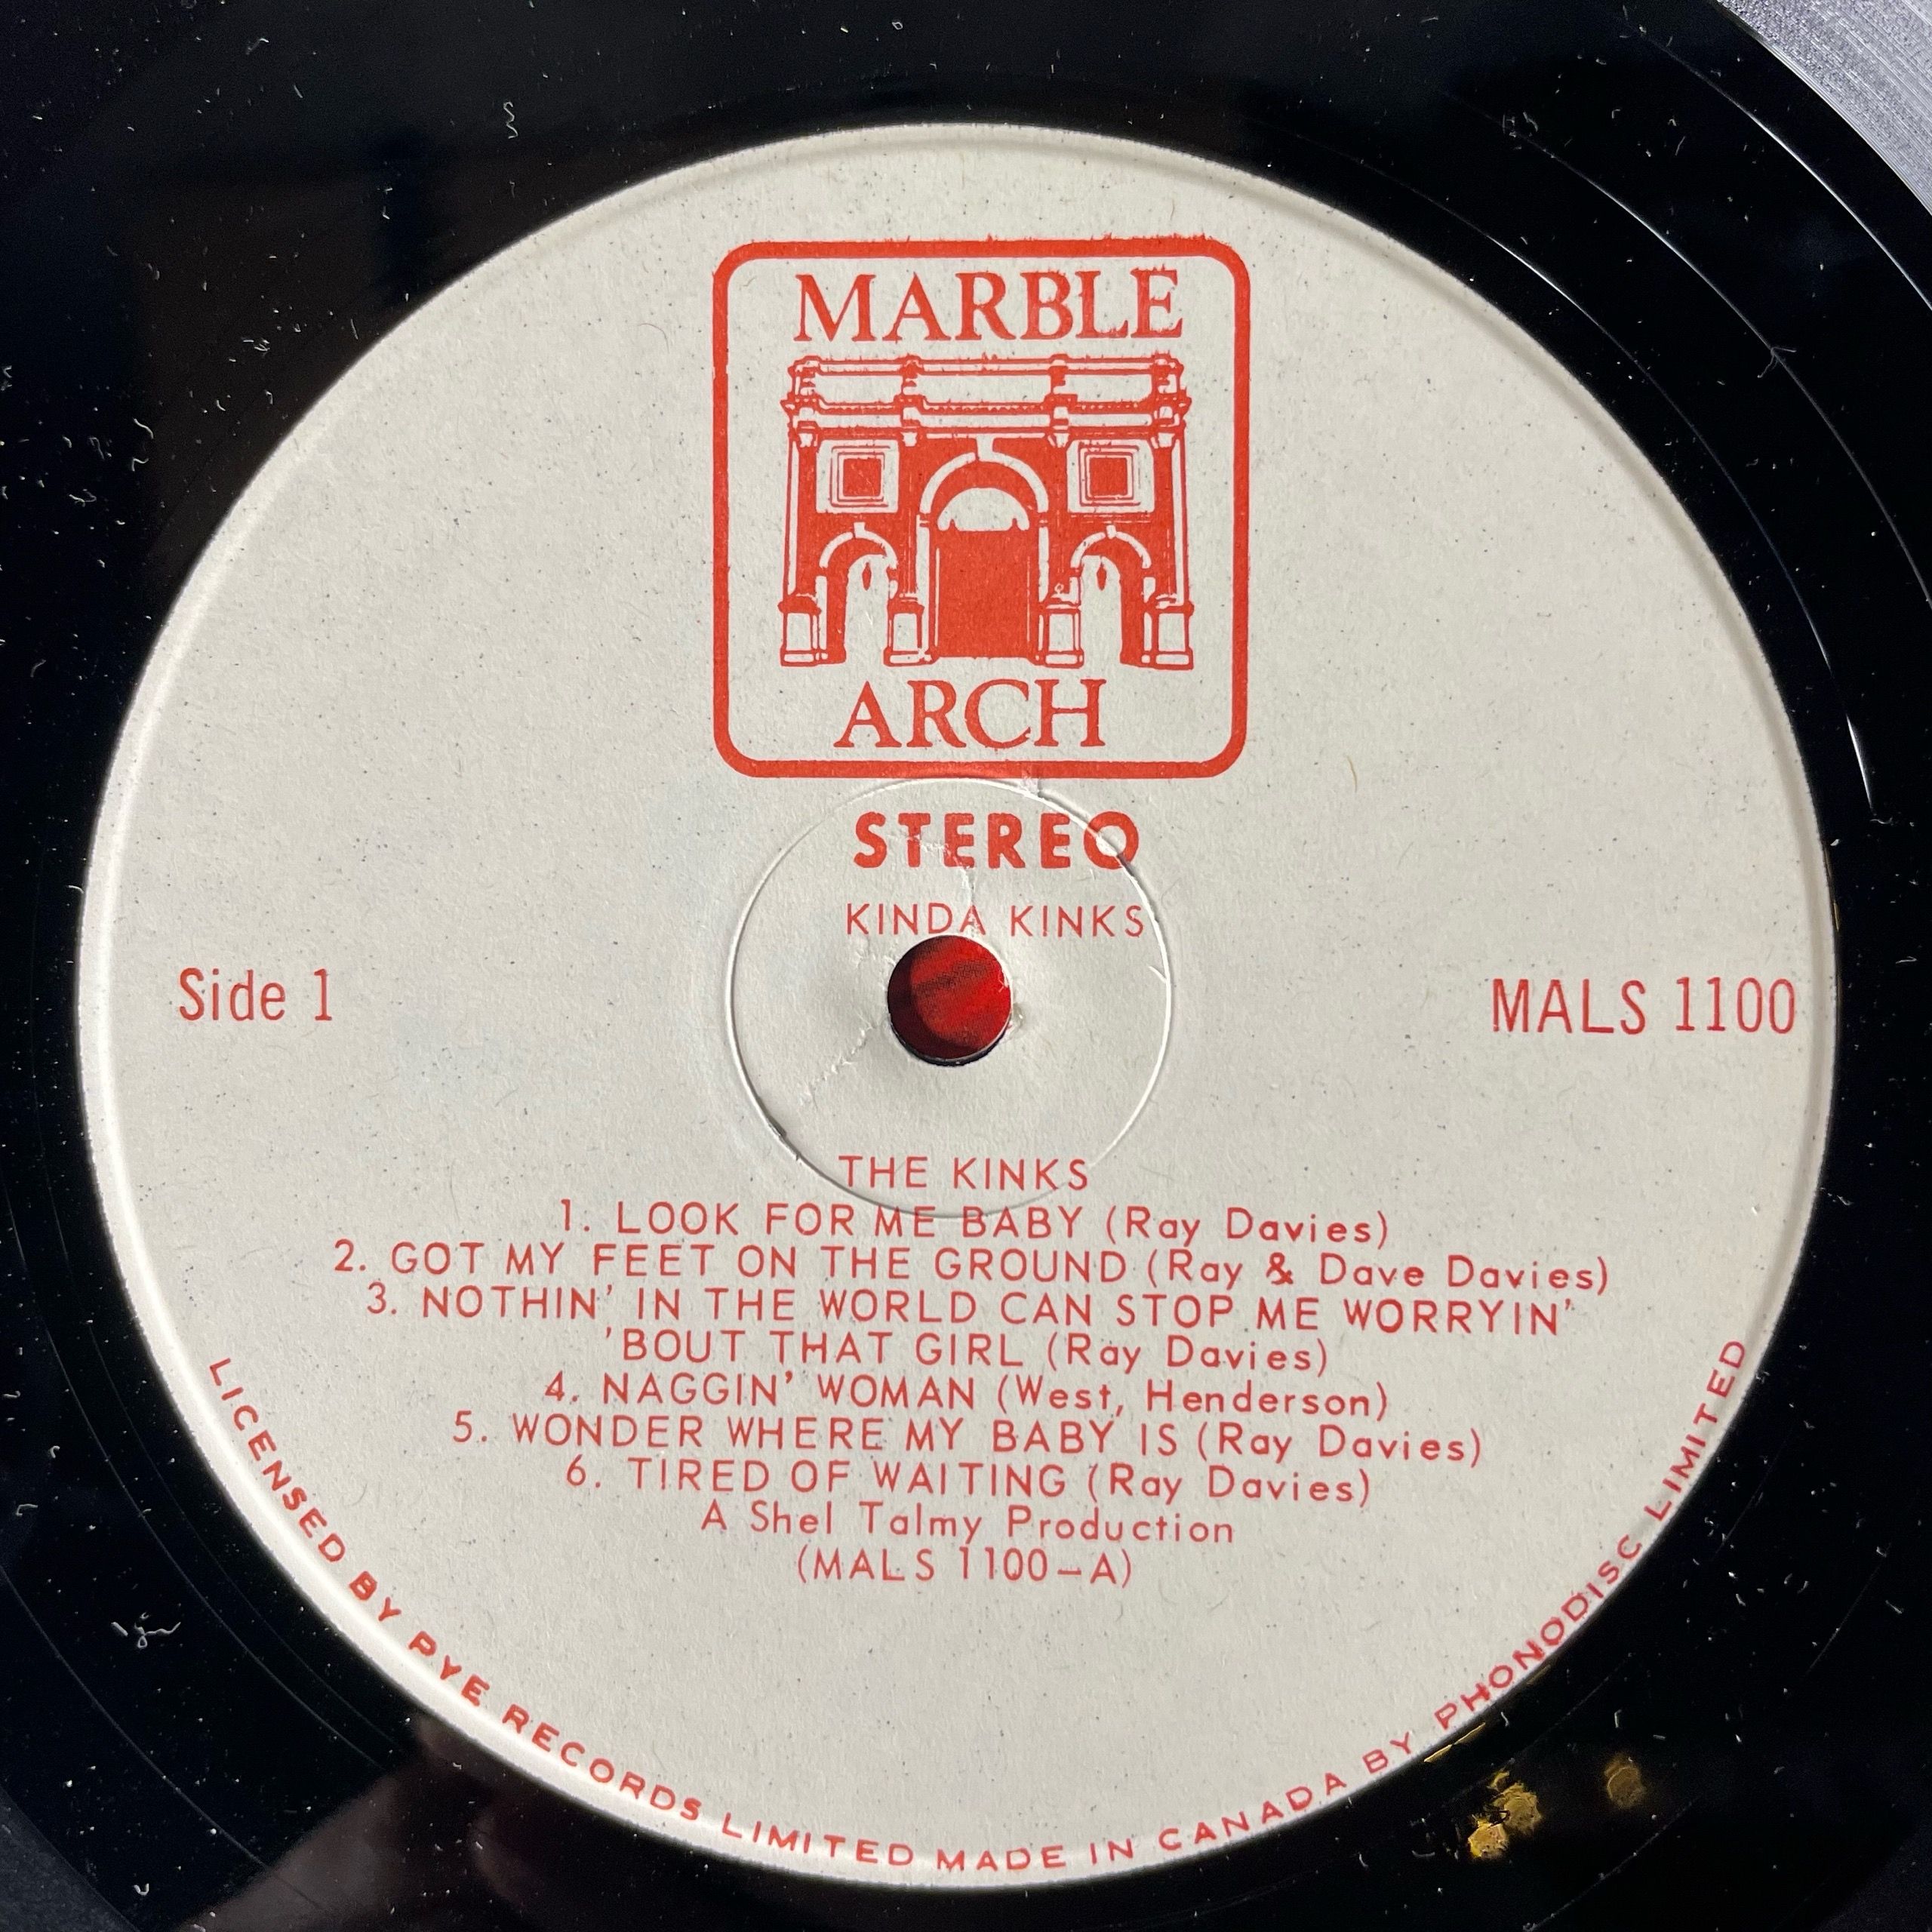 MARBLE
ARCH
STEREO
KINDA KINKS
Side 1
MALS 1100
THE KINKS
1. LOOK FOR ME BABY (Ray Davies)
2. GOT MY FEET ON THE GROUND (Ray & Dave Davies)
3. NOTHIN' IN THE WORLD CAN STOP ME WORRYIN'
'BOUT THAT GIRL (Ray Davies)
4. NAGGIN' WOMAN (West, Henderson)
5. WONDER WHERE MY BABY IS (Ray Davies)
6. TIRED OF WAITING (Ray Davies)
A Shel Talmy Production
(MALS 1100-A)
LICENSED BY PYE RECORDS LIMITED MADE IN CANADA BY PHONODISC LIMITED